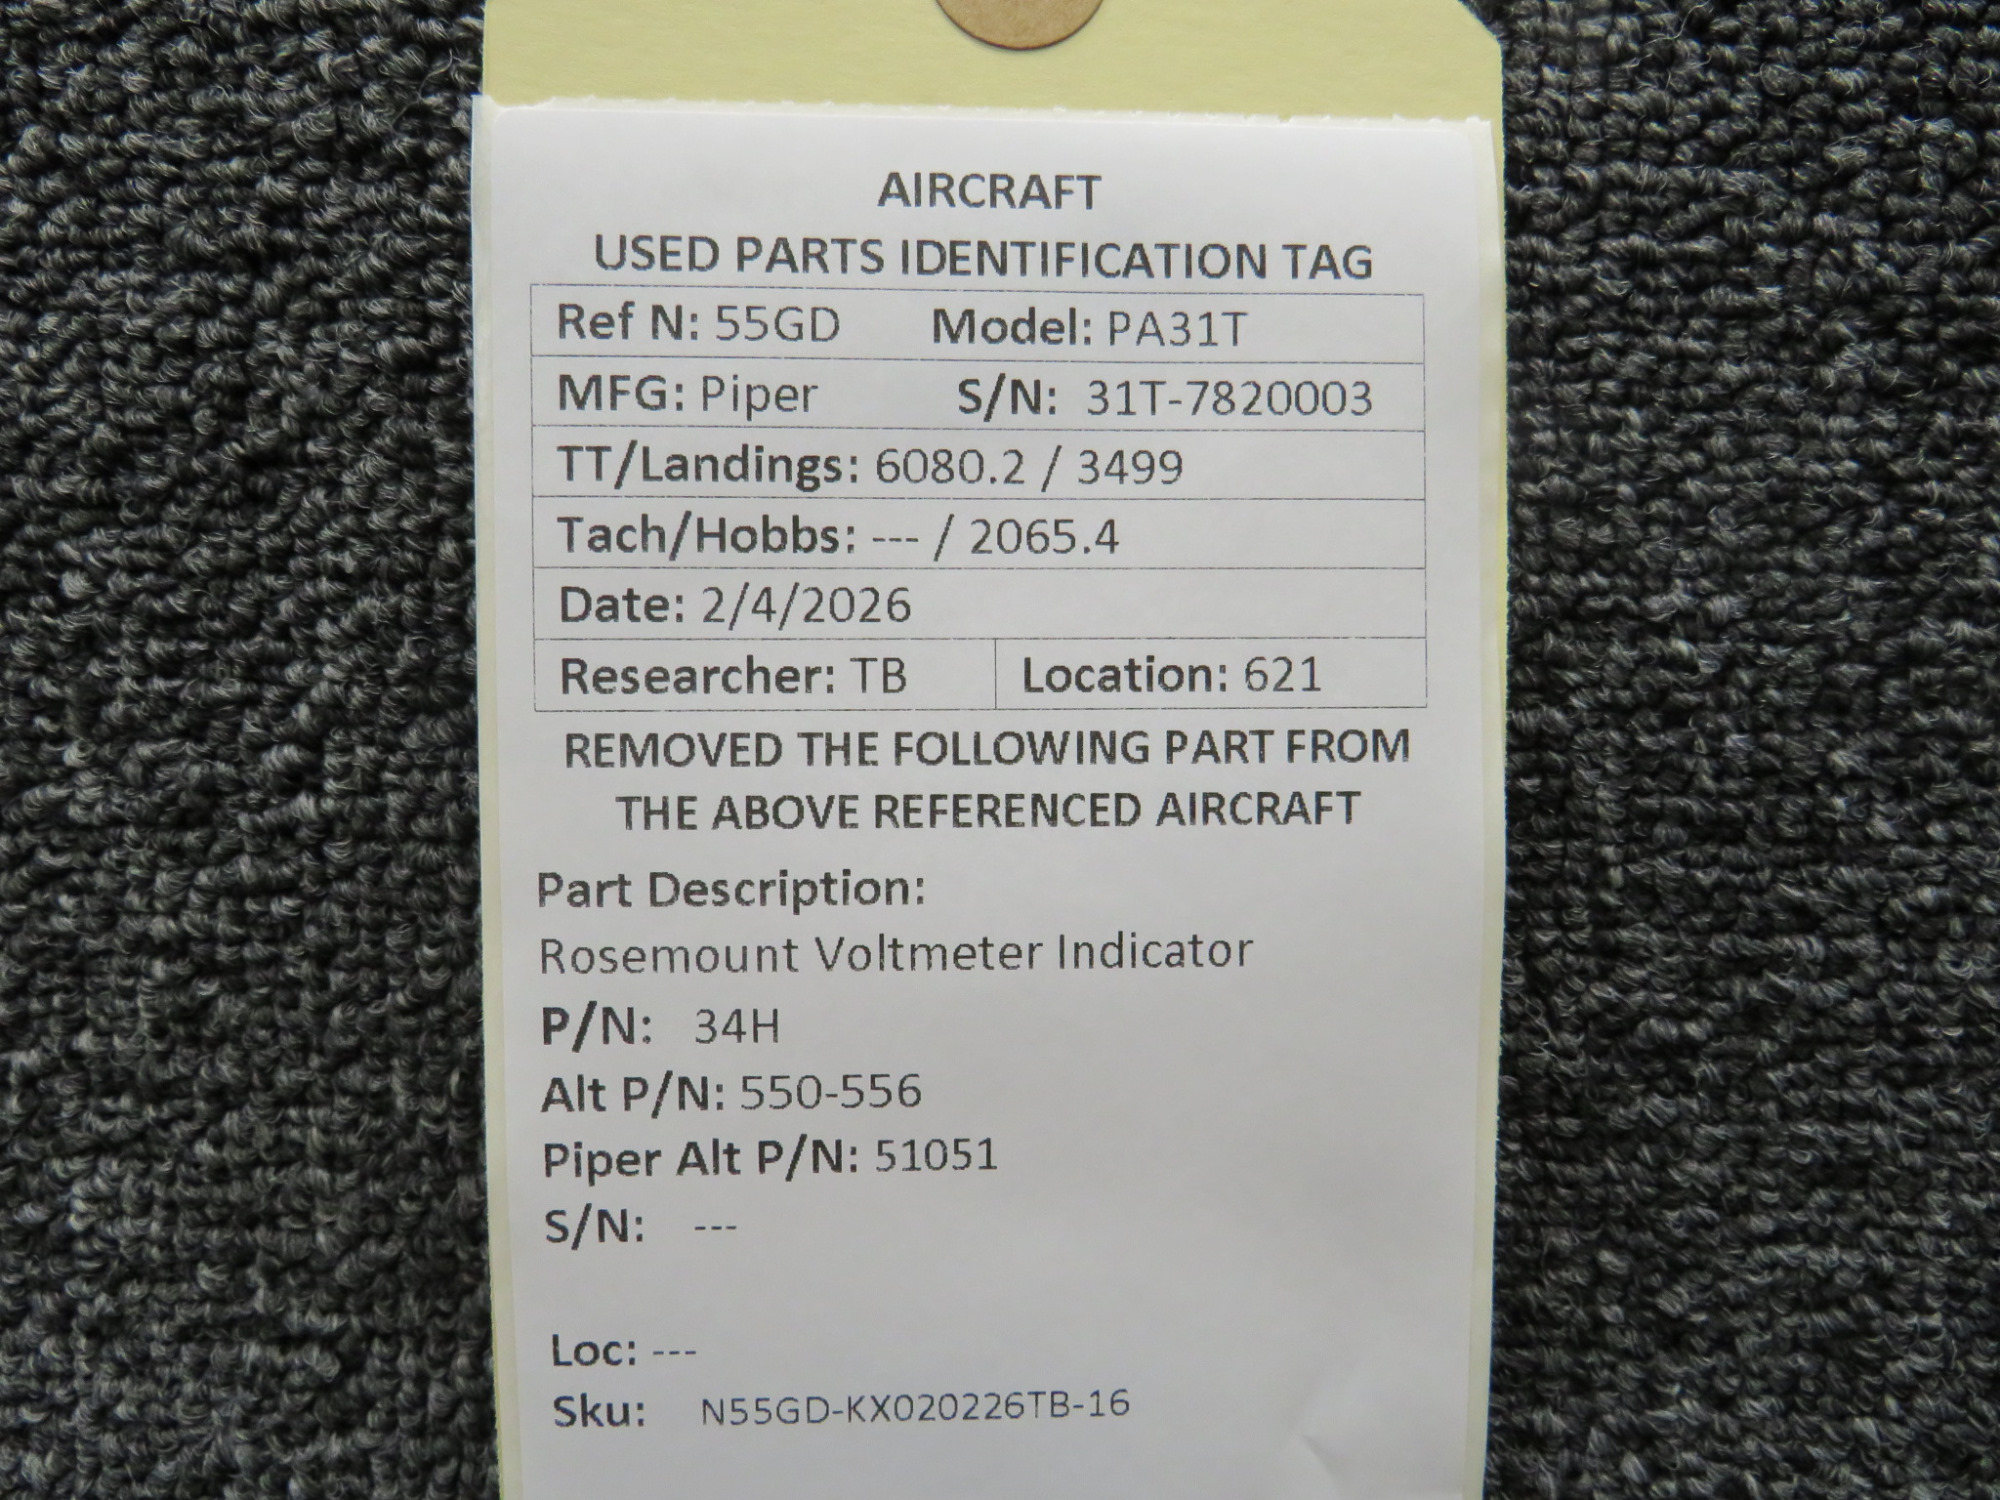 AIRCRAFT
USED PARTS IDENTIFICATION TAG
Ref N: 55GD Model: PA31T
MFG: Piper S/N: 31T-7820003
TT/Landings: 6080.2 / 3499
Tach/Hobbs: --- / 2065.4
Date: 2/4/2026
Researcher: TB Location: 621
REMOVED THE FOLLOWING PART FROM
THE ABOVE REFERENCED AIRCRAFT
Part Description:
Rosemount Voltmeter Indicator
P/N: 34H
Alt P/N: 550-556
Piper Alt P/N: 51051
S/N: ---
Loc: ---
Sku: N55GD-KX020226TB-16